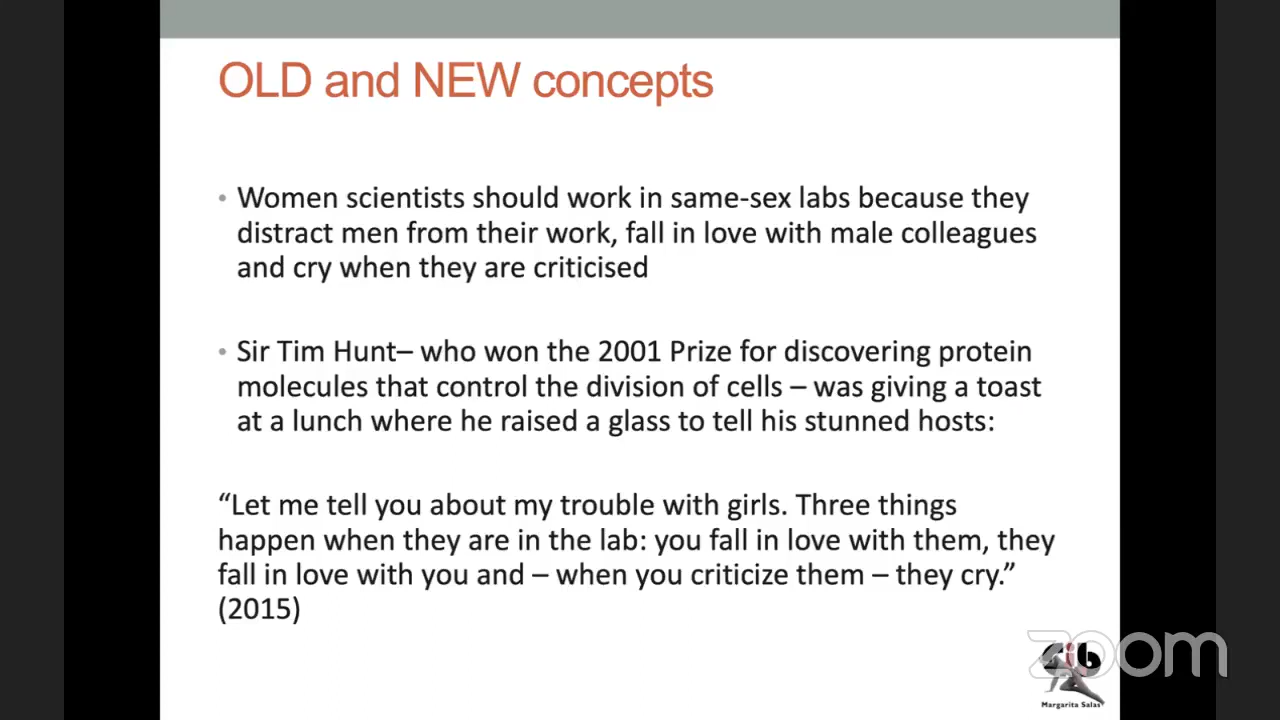 OLD and NEW concepts
• Women scientists should work in same-sex labs because they
distract men from their work, fall in love with male colleagues
and cry when they are criticised
• Sir Tim Hunt– who won the 2001 Prize for discovering protein
molecules that control the division of cells – was giving a toast
at a lunch where he raised a glass to tell his stunned hosts:
“Let me tell you about my trouble with girls. Three things
happen when they are in the lab: you fall in love with them, they
fall in love with you and – when you criticize them – they cry.”
(2015)
zoom
Margarita Salas